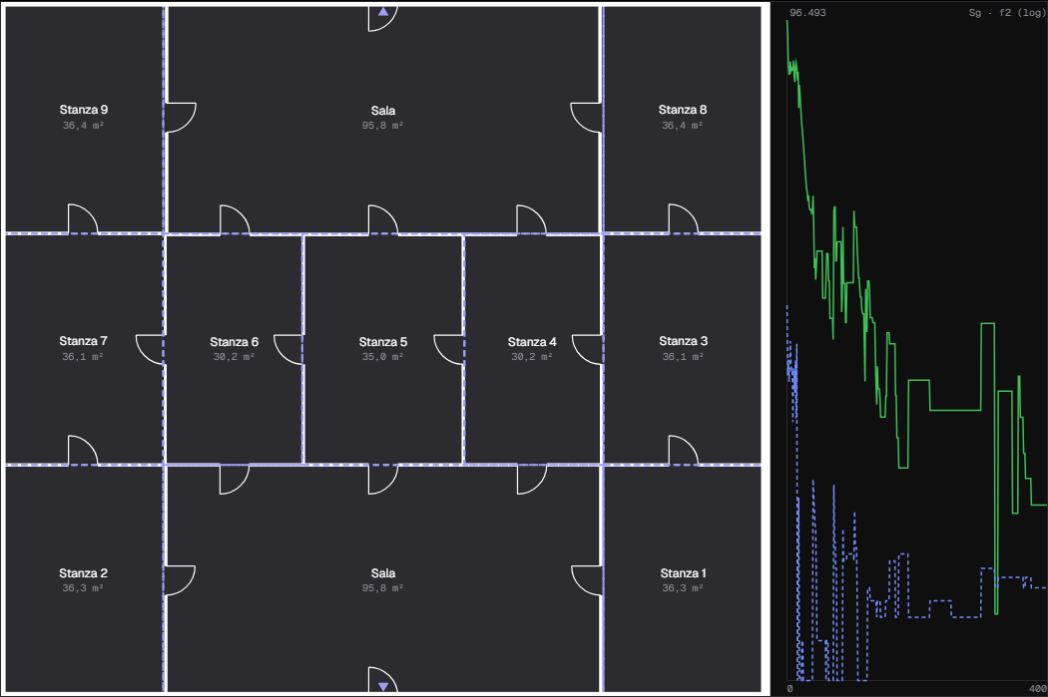 96.493
Sg - f2 (log)
Stanza 9
36,4 m²
Sala
95,8 m²
Stanza 8
36,4 m²
Stanza 7
36,1 m²
Stanza 6
30,2 m²
Stanza 5
35,0 m²
Stanza 4
30,2 m²
Stanza 3
36,1 m²
Stanza 2
36,3 m²
Sala
95,8 m²
Stanza 1
36,3 m²
0
400